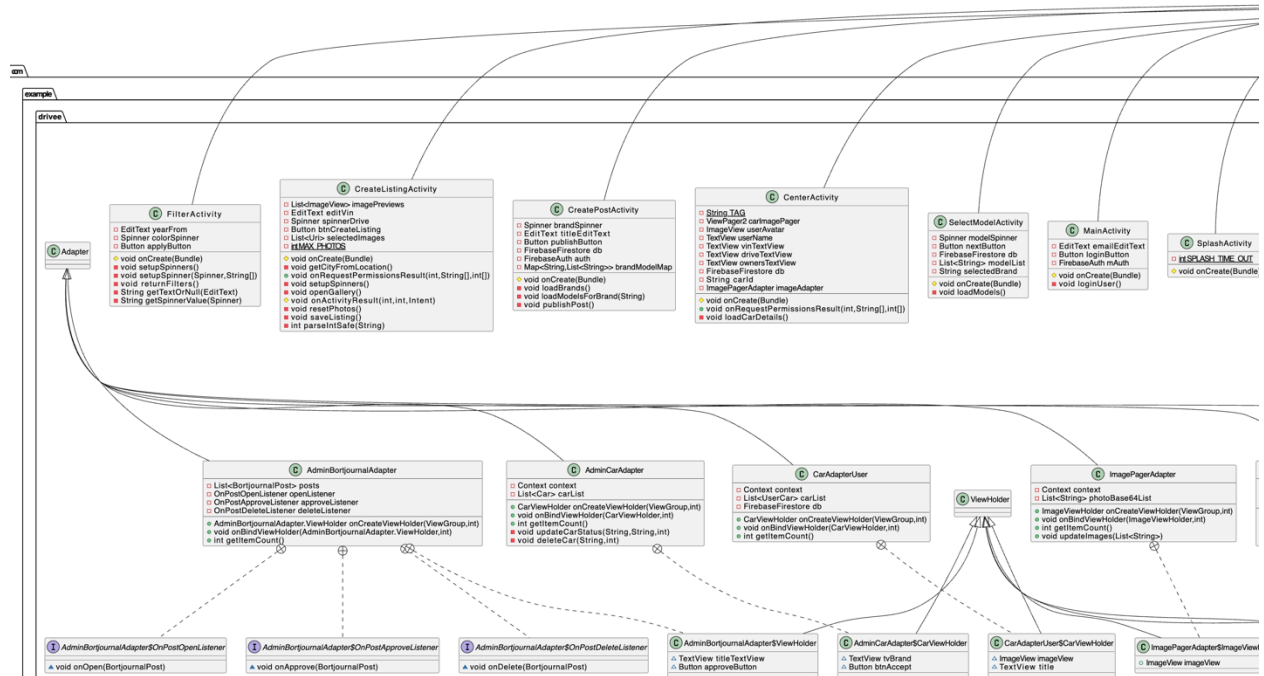 com
example
drivee
C FilterActivity
EditText yearFrom
Spinner colorSpinner
Button applyButton
void onCreate(Bundle)
void setupSpinners()
void setupSpinner(Spinner,String[])
void returnFilters()
String getTextOrNull(EditText)
String getSpinnerValue(Spinner)
C CreateListingActivity
List<ImageView> imagePreviews
EditText editVin
Spinner spinnerDrive
Button btnCreateListing
List<Uri> selectedImages
int MAX_PHOTOS
void onCreate(Bundle)
void getCityFromLocation()
void onRequestPermissionsResult(int,String[],int[])
void setupSpinners()
void openGallery()
void onActivityResult(int,int,Intent)
void resetPhotos()
void saveListing()
int parseIntSafe(String)
C CreatePostActivity
Spinner brandSpinner
EditText titleEditText
Button publishButton
FirebaseFirestore db
FirebaseAuth auth
Map<String,List<String>> brandModelMap
void onCreate(Bundle)
void loadBrands()
void loadModelsForBrand(String)
void publishPost()
C CenterActivity
String TAG
ViewPager2 carImagePager
ImageView userAvatar
TextView userName
TextView vinTextView
TextView driveTextView
TextView ownersTextView
FirebaseFirestore db
String carId
ImagePagerAdapter imageAdapter
void onCreate(Bundle)
void onRequestPermissionsResult(int,String[],int[])
void loadCarDetails()
C SelectModelActivity
Spinner modelSpinner
Button nextButton
FirebaseFirestore db
List<String> modelList
String selectedBrand
void onCreate(Bundle)
void loadModels()
C MainActivity
EditText emailEditText
Button loginButton
FirebaseAuth mAuth
void onCreate(Bundle)
void loginUser()
C SplashActivity
int SPLASH_TIME_OUT
void onCreate(Bundle)
C Adapter
C AdminBortjournalAdapter
List<BortjournalPost> posts
OnPostOpenListener openListener
OnPostApproveListener approveListener
OnPostDeleteListener deleteListener
AdminBortjournalAdapter.ViewHolder onCreateViewHolder(ViewGroup,int)
void onBindViewHolder(AdminBortjournalAdapter.ViewHolder,int)
int getItemCount()
C AdminCarAdapter
Context context
List<Car> carList
CarViewHolder onCreateViewHolder(ViewGroup,int)
void onBindViewHolder(CarViewHolder,int)
int getItemCount()
void updateCarStatus(String,String,int)
void deleteCar(String,int)
C CarAdapterUser
Context context
List<UserCar> carList
FirebaseFirestore db
CarViewHolder onCreateViewHolder(ViewGroup,int)
void onBindViewHolder(CarViewHolder,int)
int getItemCount()
C ViewHolder
C ImagePagerAdapter
Context context
List<String> photoBase64List
ImageViewHolder onCreateViewHolder(ViewGroup,int)
void onBindViewHolder(ImageViewHolder,int)
int getItemCount()
void updateImages(List<String>)
I AdminBortjournalAdapter$OnPostOpenListener
void onOpen(BortjournalPost)
I AdminBortjournalAdapter$OnPostApproveListener
void onApprove(BortjournalPost)
I AdminBortjournalAdapter$OnPostDeleteListener
void onDelete(BortjournalPost)
C AdminBortjournalAdapter$ViewHolder
TextView titleTextView
Button approveButton
C AdminCarAdapter$CarViewHolder
TextView tvBrand
Button btnAccept
C CarAdapterUser$CarViewHolder
ImageView imageView
TextView title
C ImagePagerAdapter$ImageViewH
ImageView imageView